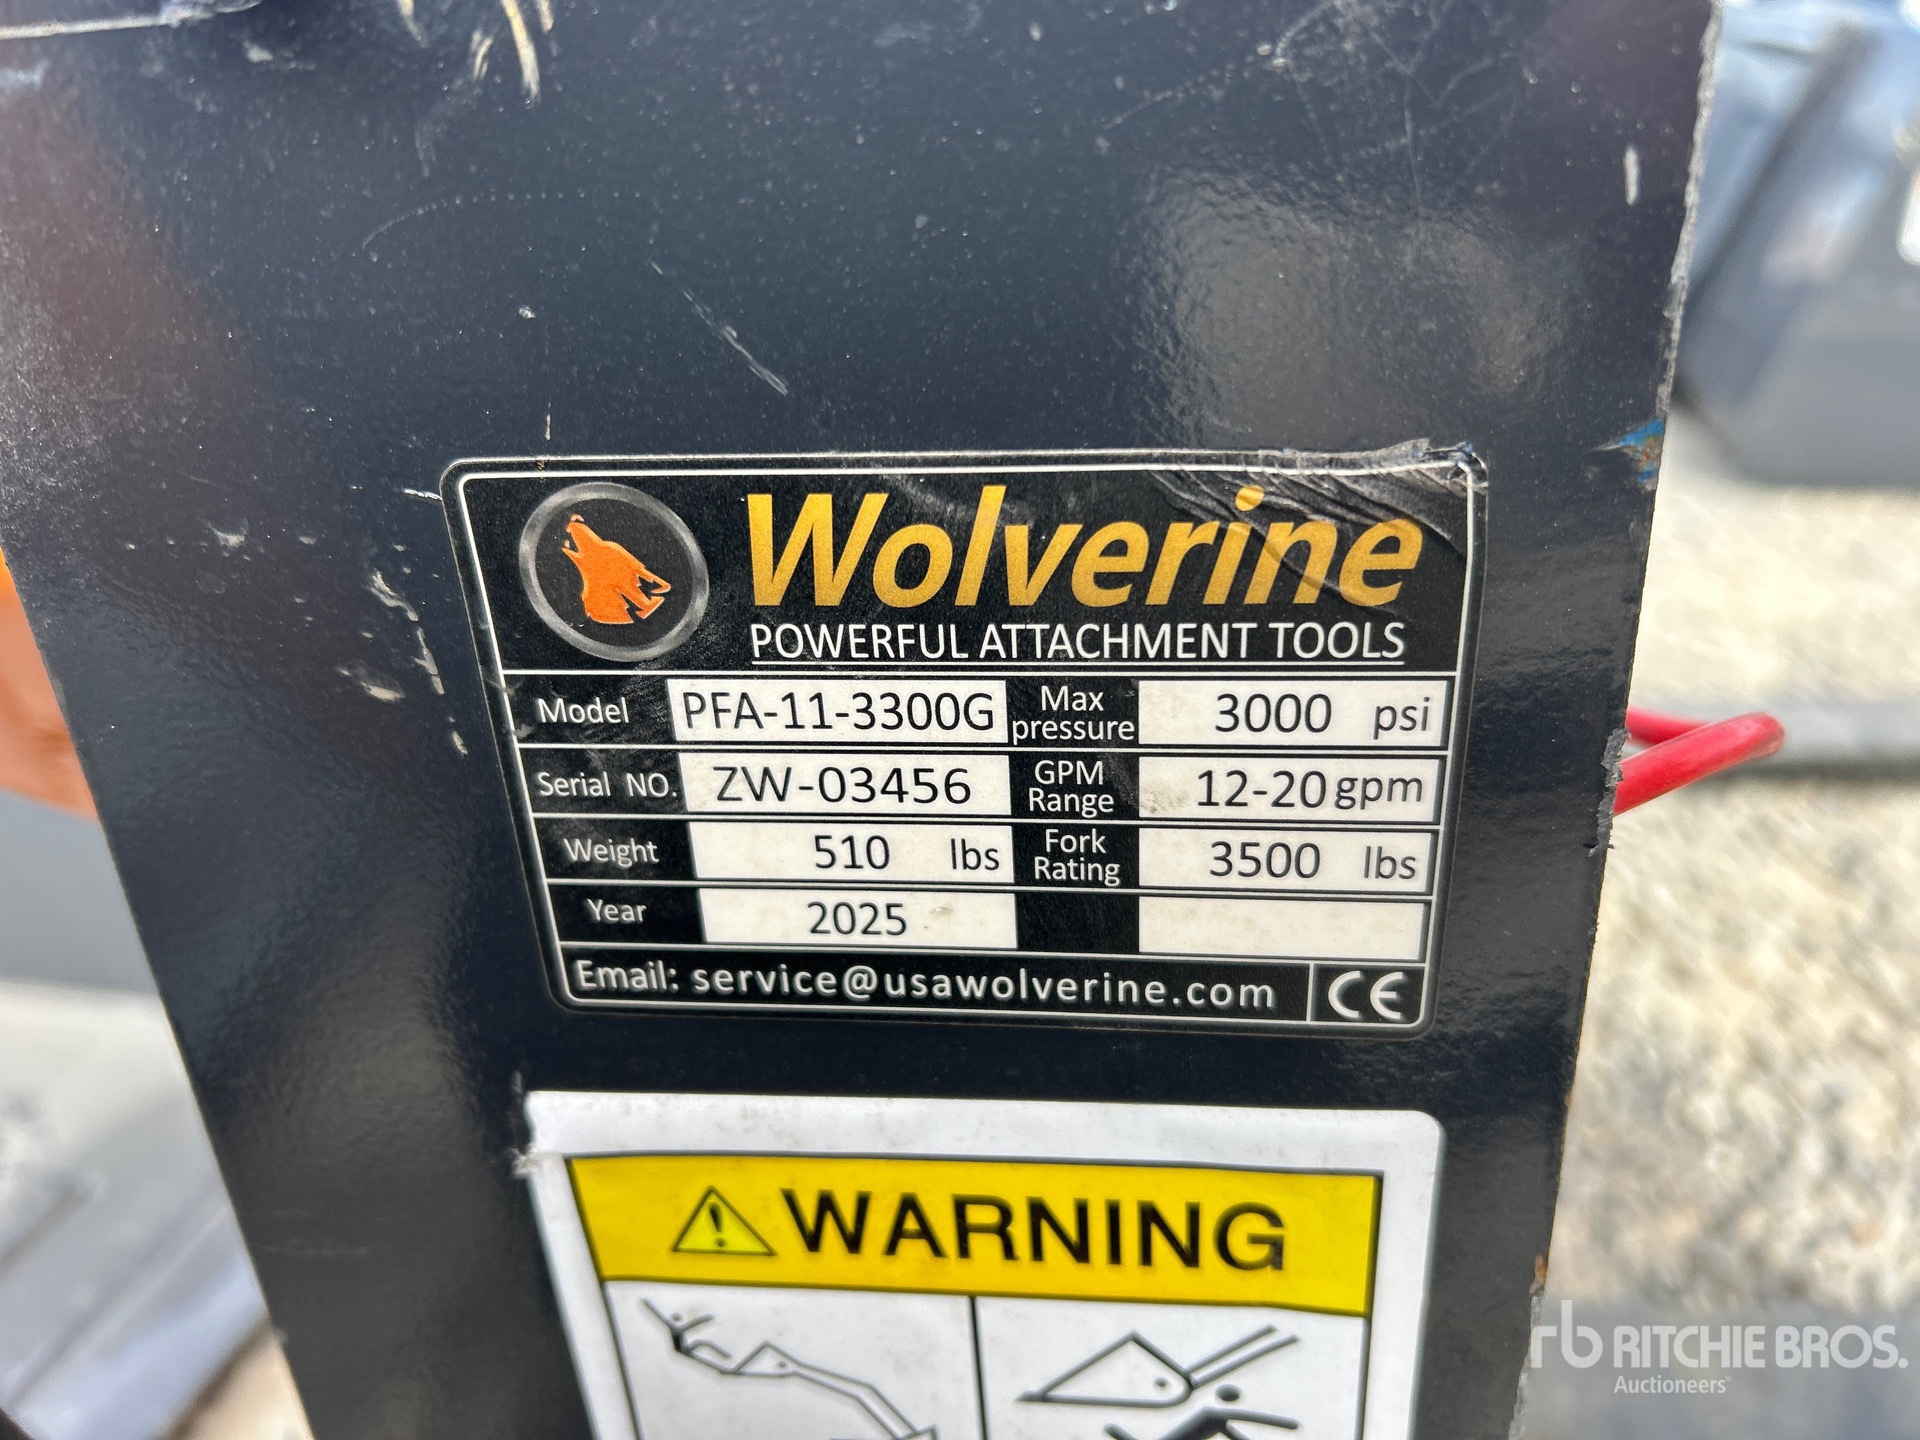 Wolverine
POWERFUL ATTACHMENT TOOLS
Model PFA-11-3300G Max pressure 3000 psi
Serial NO. ZW-03456 GPM Range 12-20 gpm
Weight 510 lbs Fork Rating 3500 lbs
Year 2025
Email: service@usawolverine.com CE
WARNING
rb RITCHIE BROS.
Auctioneers